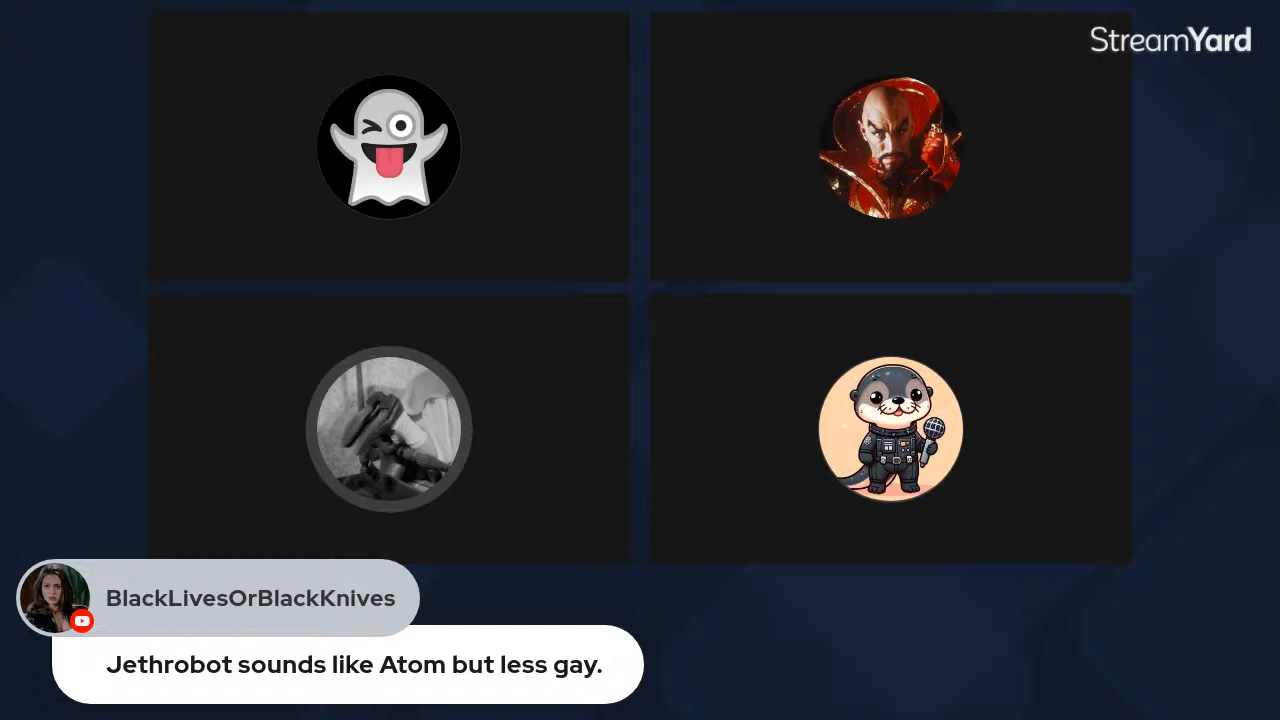 StreamYard
BlackLivesOrBlackKnives
Jethrobot sounds like Atom but less gay.